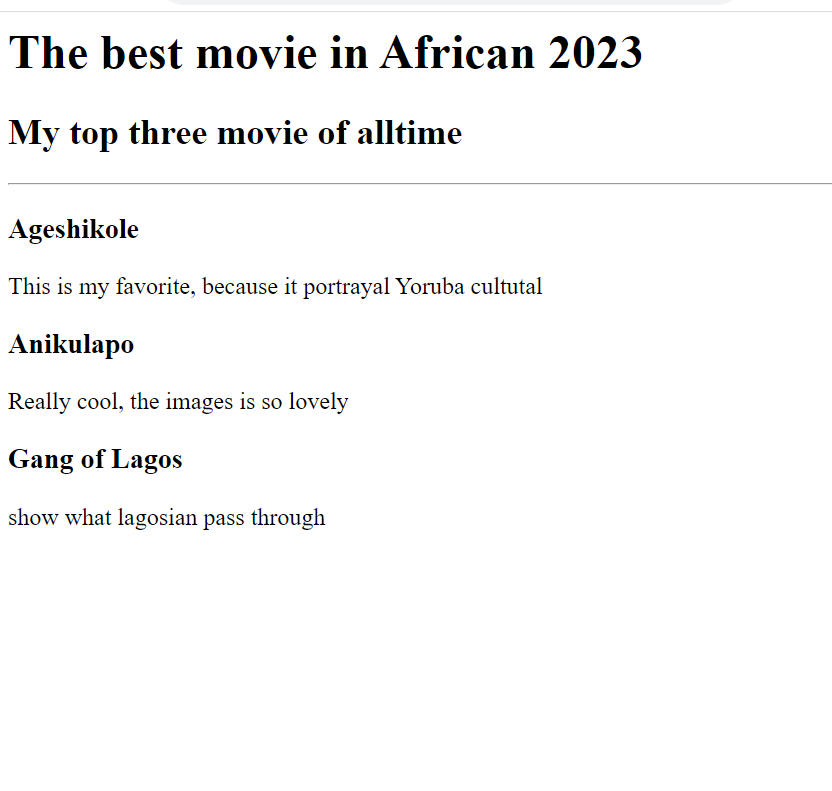 The best movie in African 2023
My top three movie of alltime
Ageshikole
This is my favorite, because it portrayal Yoruba cultutal
Anikulapo
Really cool, the images is so lovely
Gang of Lagos
show what lagosian pass through